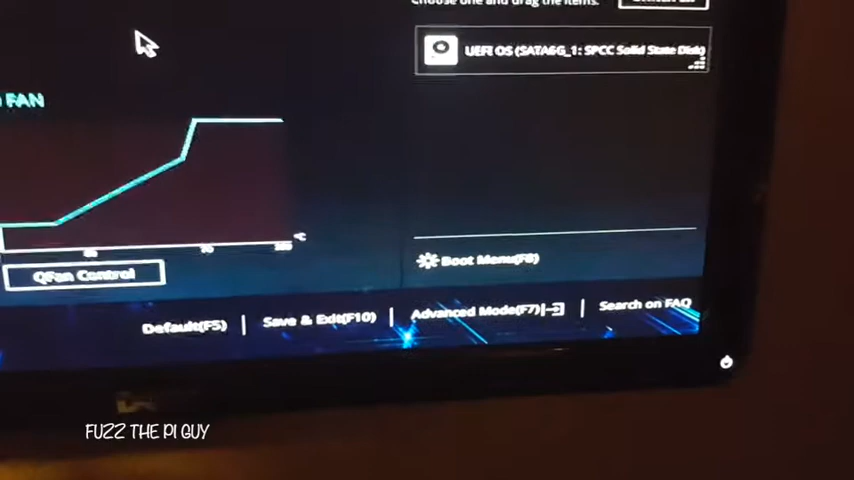 Choose one and drag the items.
UEFI OS (SATA6G_1: SPCC Solid State Disk)
FAN
°C
QFan Control
Boot Menu(F8)
Default(F5)
Save & Exit(F10)
Advanced Mode(F7)
Search on FAQ
FUZZ THE PI GUY